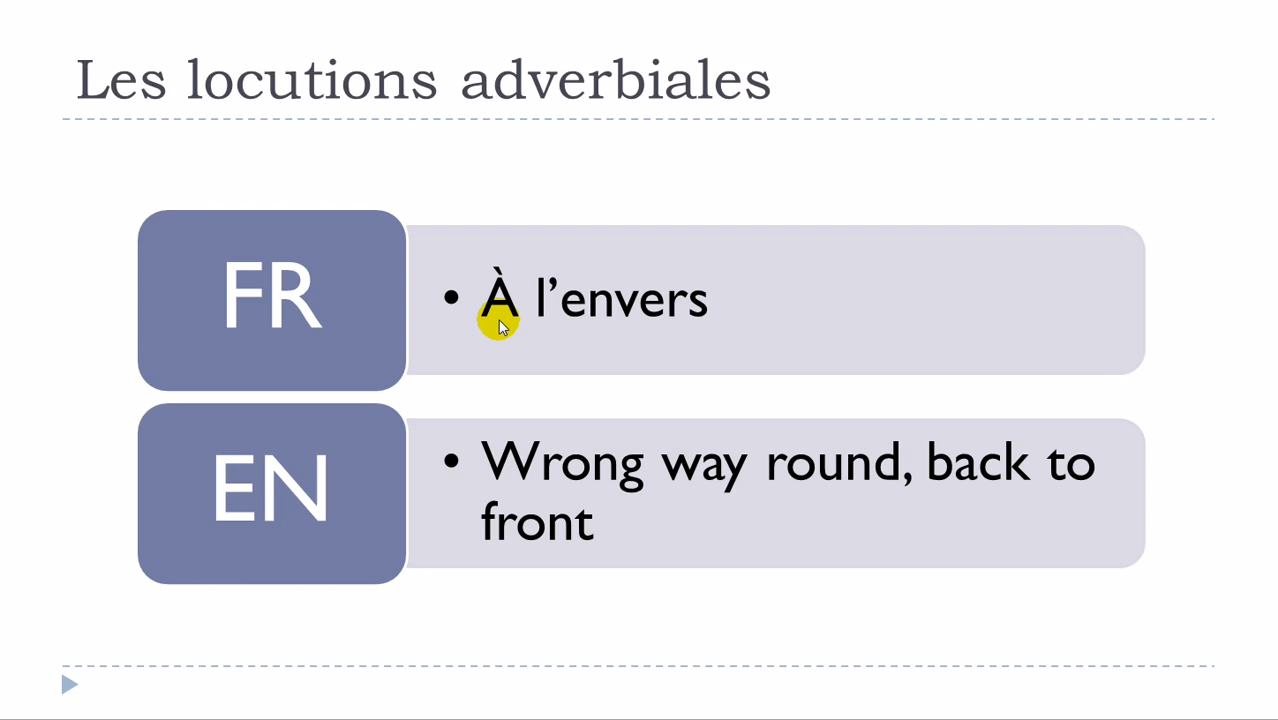 Les locutions adverbiales
FR
• À l’envers
EN
• Wrong way round, back to
front